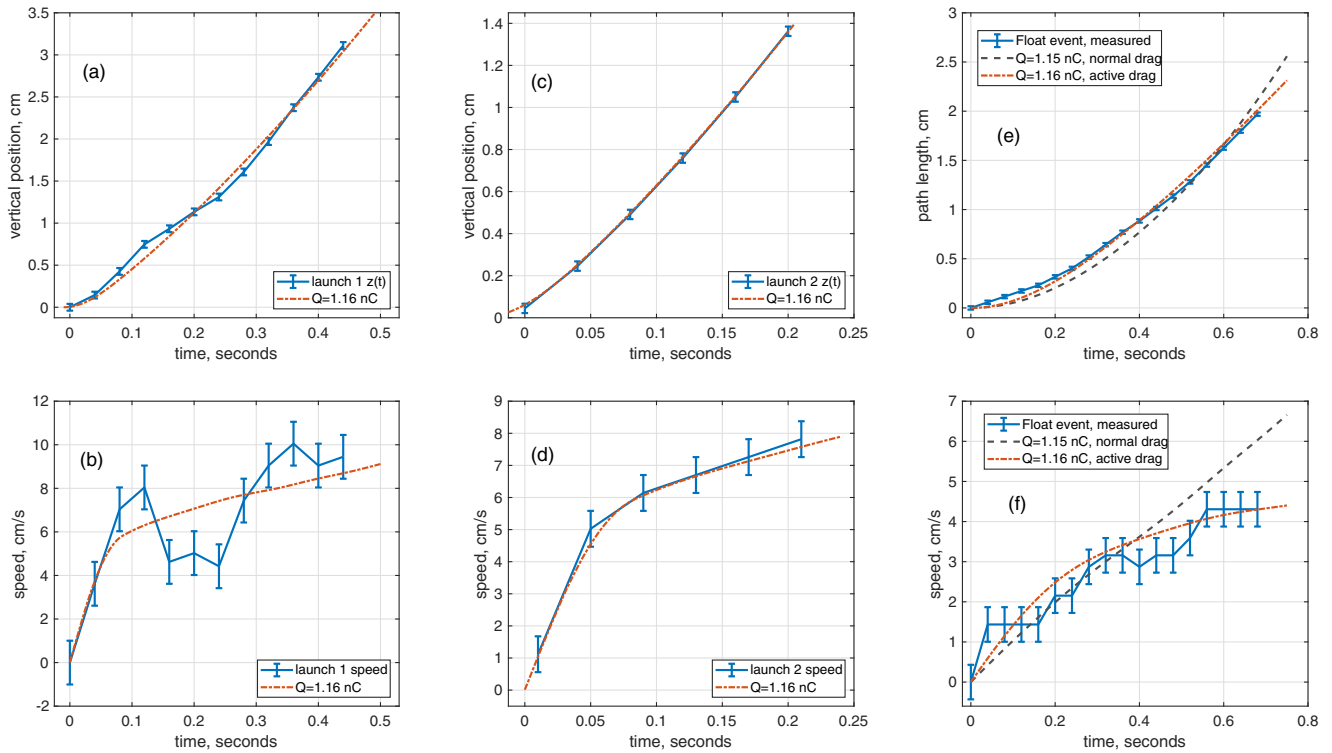 (a)
vertical position, cm
3.5
3
2.5
2
1.5
1
0.5
0
0 0.1 0.2 0.3 0.4 0.5
time, seconds
launch 1 z(t)
Q=1.16 nC
(c)
vertical position, cm
1.4
1.2
1
0.8
0.6
0.4
0.2
0
0 0.05 0.1 0.15 0.2 0.25
time, seconds
launch 2 z(t)
Q=1.16 nC
(e)
path length, cm
3
2.5
2
1.5
1
0.5
0
0 0.2 0.4 0.6 0.8
time, seconds
Float event, measured
Q=1.15 nC, normal drag
Q=1.16 nC, active drag
(b)
speed, cm/s
12
10
8
6
4
2
0
-2
0 0.1 0.2 0.3 0.4 0.5
time, seconds
launch 1 speed
Q=1.16 nC
(d)
speed, cm/s
9
8
7
6
5
4
3
2
1
0
0 0.05 0.1 0.15 0.20 0.25
time, seconds
launch 2 speed
Q=1.16 nC
(f)
speed, cm/s
7
6
5
4
3
2
1
0
0 0.2 0.4 0.6 0.8
time, seconds
Float event, measured
Q=1.15 nC, normal drag
Q=1.16 nC, active drag